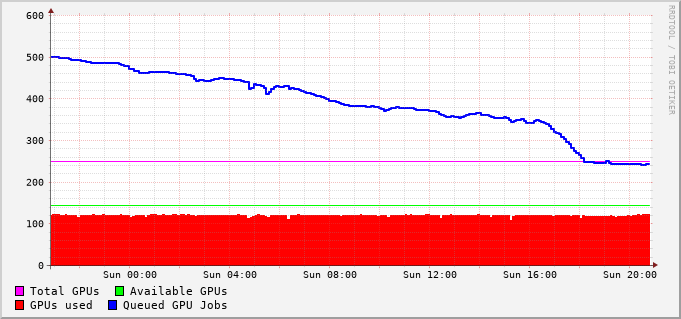 RRDTOOL / TOBI OETIKER
600
500
400
300
200
100
0
Sun 00:00 Sun 04:00 Sun 08:00 Sun 12:00 Sun 16:00 Sun 20:00
Total GPUs Available GPUs
GPUs used Queued GPU Jobs